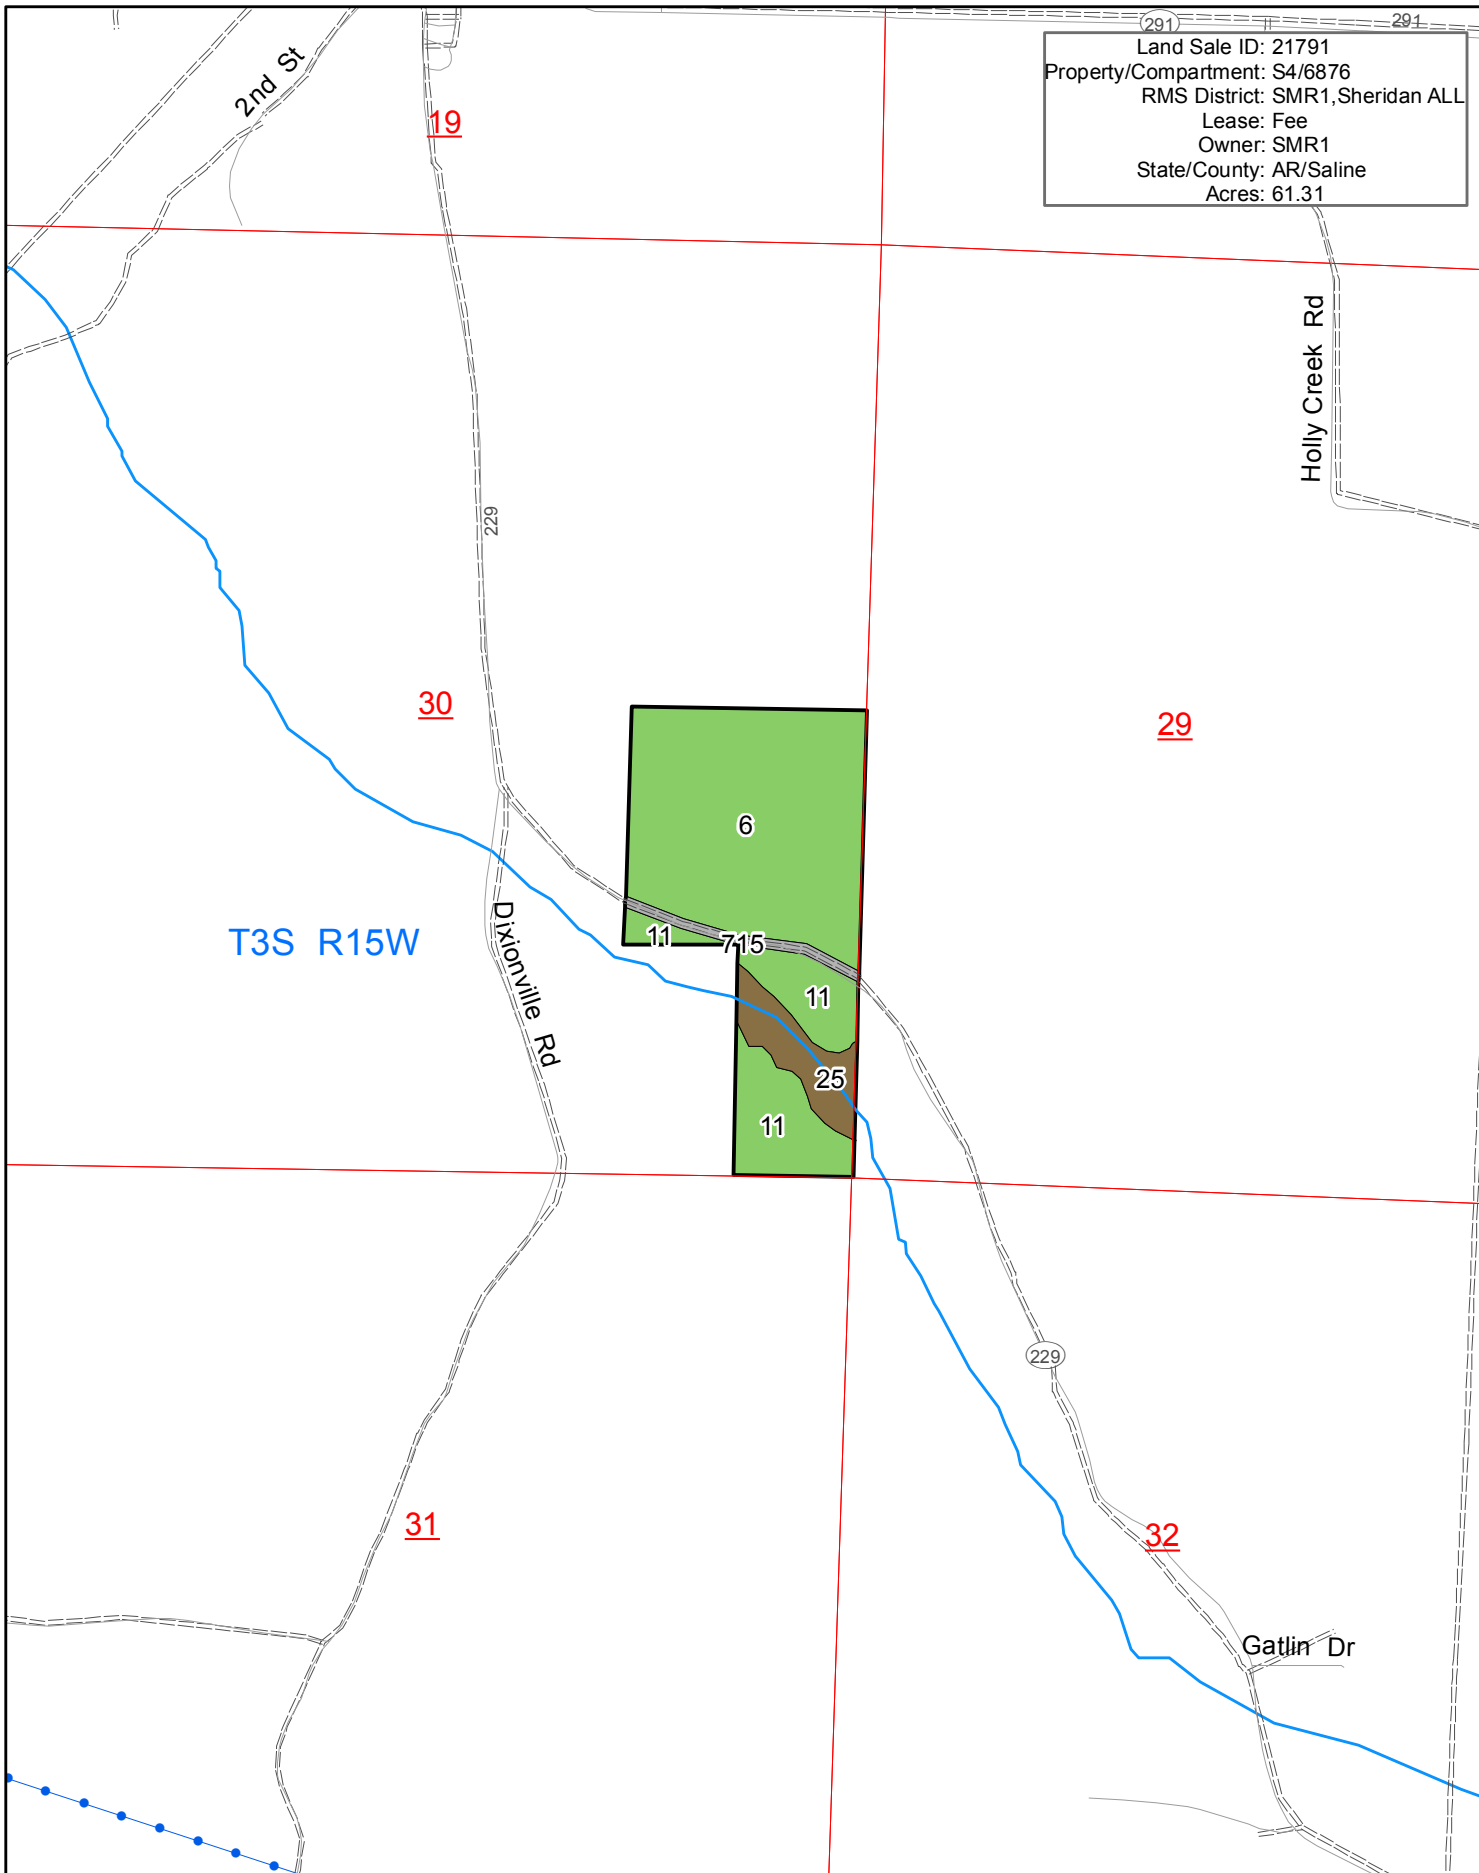 291
291
Land Sale ID: 21791
Property/Compartment: S4/6876
RMS District: SMR1,Sheridan ALL
Lease: Fee
Owner: SMR1
State/County: AR/Saline
Acres: 61.31
2nd St
19
Holly Creek Rd
229
30
29
6
T3S R15W
Dixionville Rd
11
715
11
25
11
229
31
32
Gatlin Dr